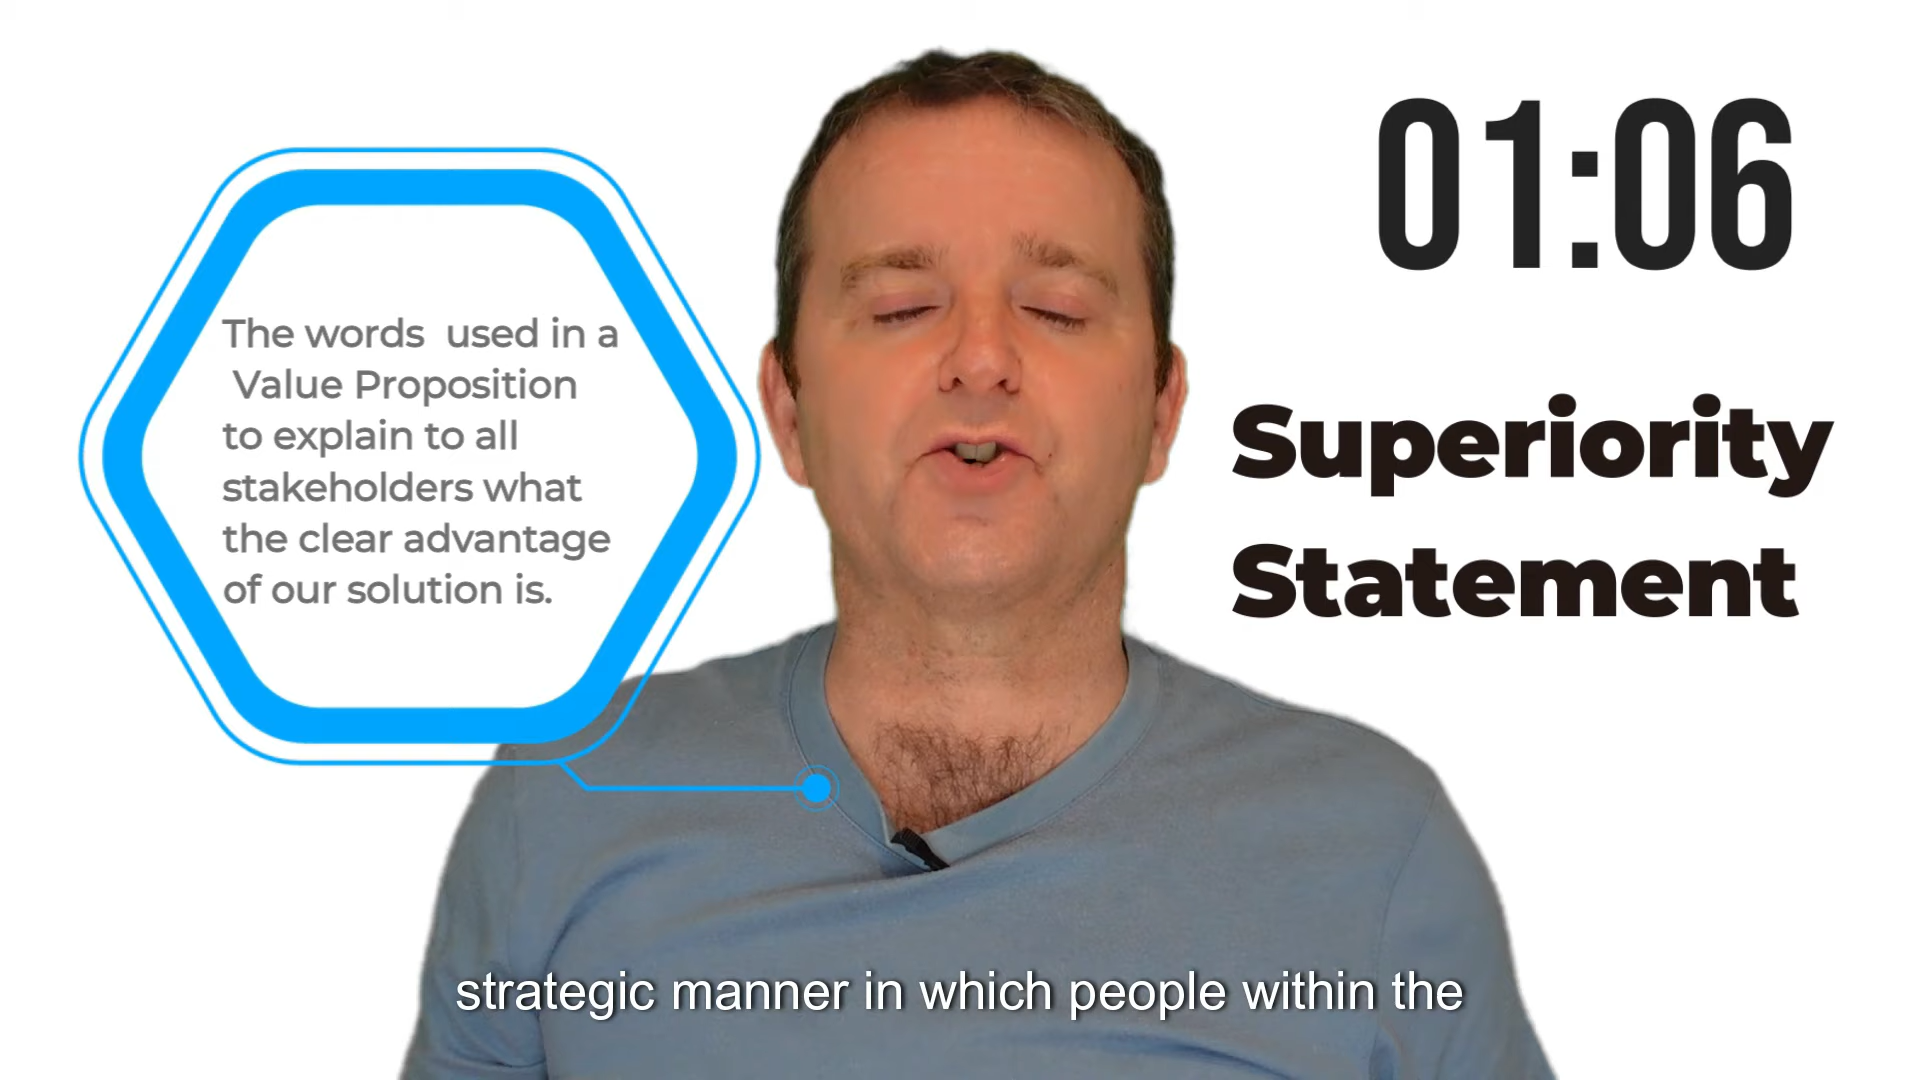 01:06
The words  used in a
Value Proposition
to explain to all
stakeholders what
the clear advantage
of our solution is.
Superiority
Statement
strategic manner in which people within the